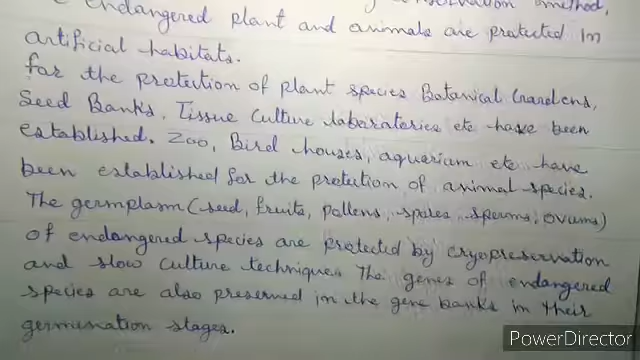 conservation method,
endangered plant and animals are protected in
artificial habitats.
for the protection of plant species Botanical Gardens,
Seed Banks, Tissue Culture laboratories etc have been
established. Zoo, Bird houses, aquarium etc have
been established for the protection of animal species.
The germplasm (seed, fruits, pollens, spores, sperms, ovums)
of endangered species are protected by cryopreservation
and slow culture technique. The genes of endangered
species are also preserved in the gene banks in their
germination stages.
PowerDirector